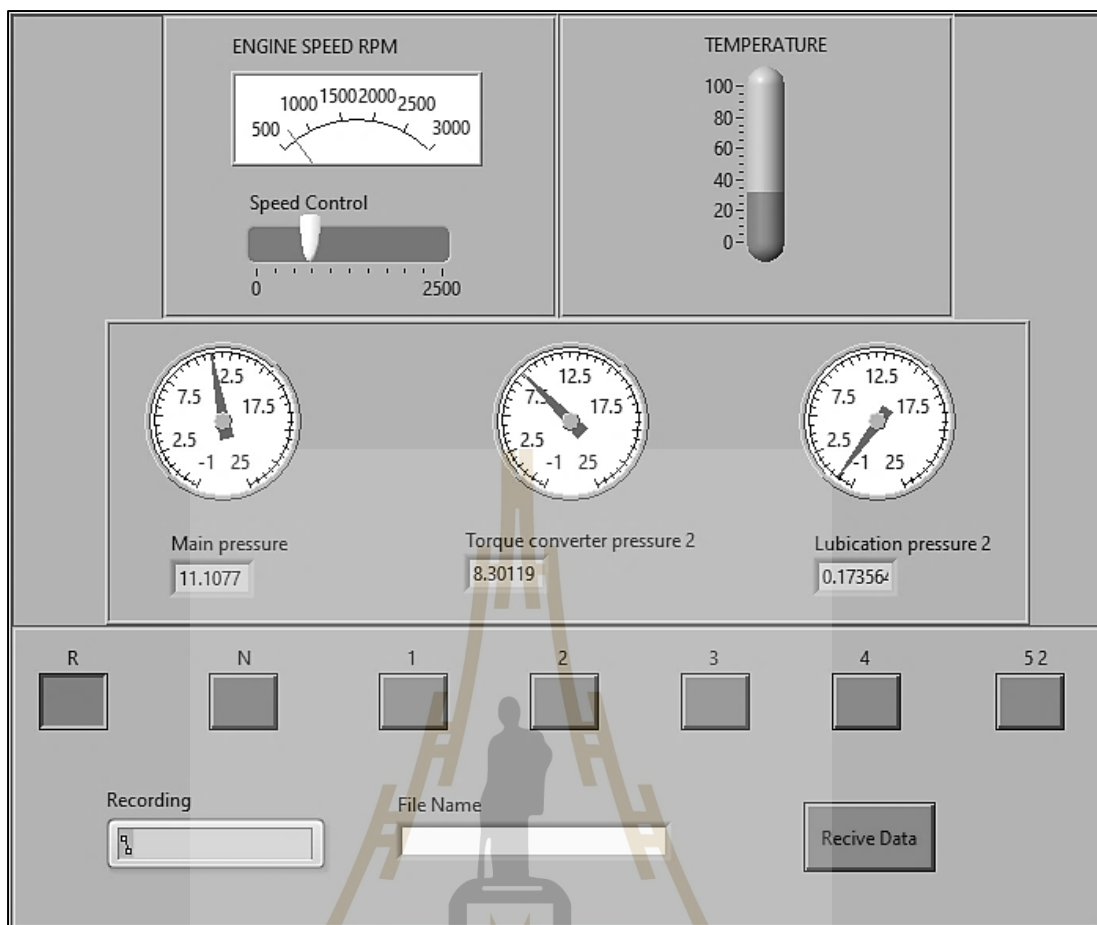 ENGINE SPEED RPM
500 1000 1500 2000 2500 3000
Speed Control
0 2500
TEMPERATURE
100
80
60
40
20
0
-1 2.5 7.5 2.5 17.5 25
Main pressure
11.1077
-1 2.5 7.5 12.5 17.5 25
Torque converter pressure 2
8.30119
-1 2.5 7.5 12.5 17.5 25
Lubication pressure 2
0.173564
R N 1 2 3 4 5 2
Recording
File Name
Recive Data